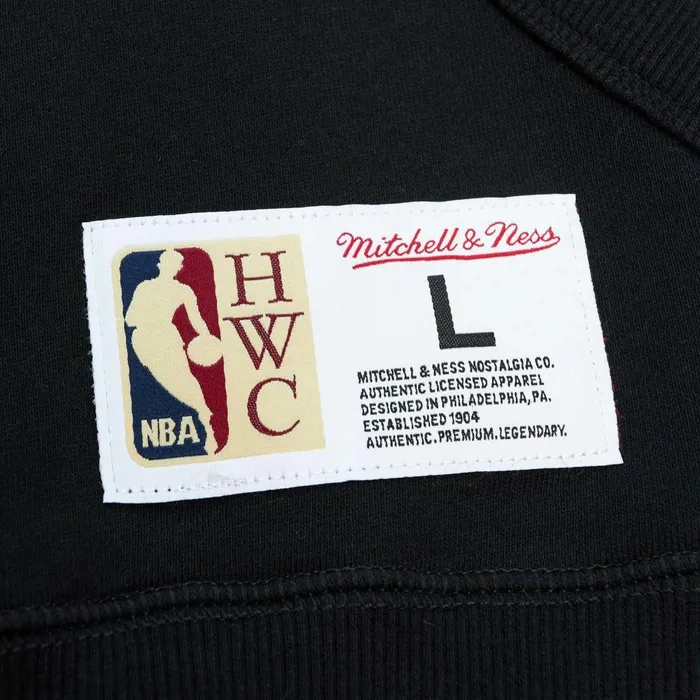 NBA
H
W
C
Mitchell & Ness
L
MITCHELL & NESS NOSTALGIA CO.
AUTHENTIC LICENSED APPAREL
DESIGNED IN PHILADELPHIA, PA.
ESTABLISHED 1904
AUTHENTIC. PREMIUM. LEGENDARY.